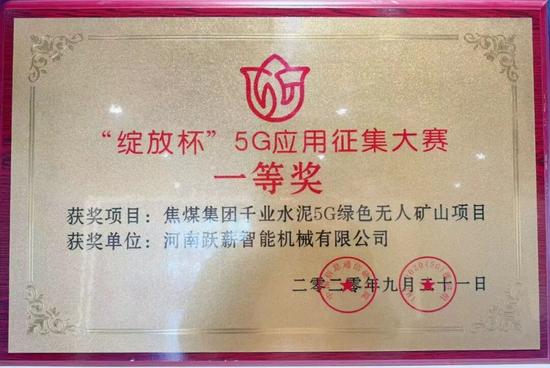 “绽放杯”5G应用征集大赛
一等奖
获奖项目：焦煤集团千业水泥5G绿色无人矿山项目
获奖单位：河南跃薪智能机械有限公司
二零二零年九月二十一日